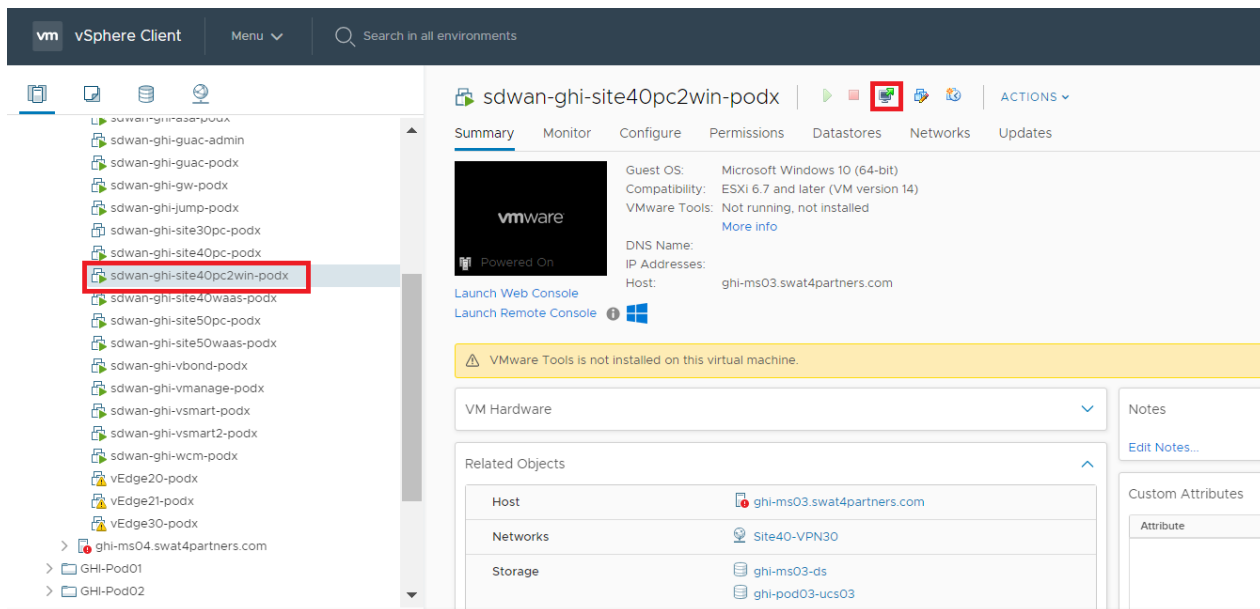 vm vSphere Client Menu Search in all environments
sdwan-ghi-asa-podx
sdwan-ghi-guac-admin
sdwan-ghi-guac-podx
sdwan-ghi-gw-podx
sdwan-ghi-jump-podx
sdwan-ghi-site30pc-podx
sdwan-ghi-site40pc-podx
sdwan-ghi-site40pc2win-podx
sdwan-ghi-site40waas-podx
sdwan-ghi-site50pc-podx
sdwan-ghi-site50waas-podx
sdwan-ghi-vbond-podx
sdwan-ghi-vmanage-podx
sdwan-ghi-vsmart-podx
sdwan-ghi-vsmart2-podx
sdwan-ghi-wcm-podx
vEdge20-podx
vEdge21-podx
vEdge30-podx
ghi-ms04.swat4partners.com
GHI-Pod01
GHI-Pod02
sdwan-ghi-site40pc2win-podx ACTIONS
Summary Monitor Configure Permissions Datastores Networks Updates
vmware
Powered On
Launch Web Console
Launch Remote Console
Guest OS: Microsoft Windows 10 (64-bit)
Compatibility: ESXi 6.7 and later (VM version 14)
VMware Tools: Not running, not installed
More info
DNS Name:
IP Addresses:
Host: ghi-ms03.swat4partners.com
VMware Tools is not installed on this virtual machine.
VM Hardware
Related Objects
Host ghi-ms03.swat4partners.com
Networks Site40-VPN30
Storage ghi-ms03-ds
ghi-pod03-ucs03
Notes
Edit Notes...
Custom Attributes
Attribute